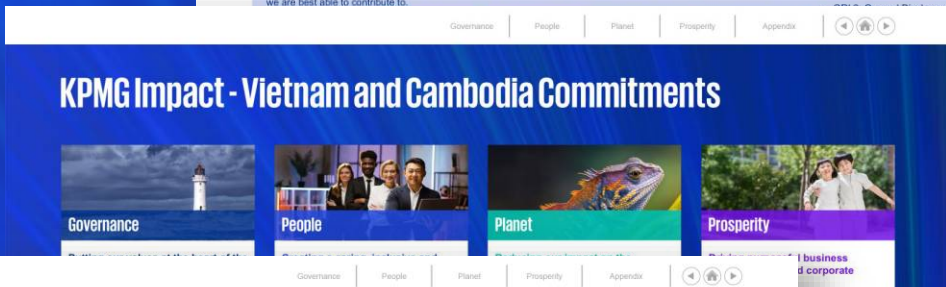 we are best able to contribute to.
Governance People Planet Prosperity Appendix
KPMG Impact - Vietnam and Cambodia Commitments
Governance
People
Planet
Prosperity
business
d corporate
Governance People Planet Prosperity Appendix